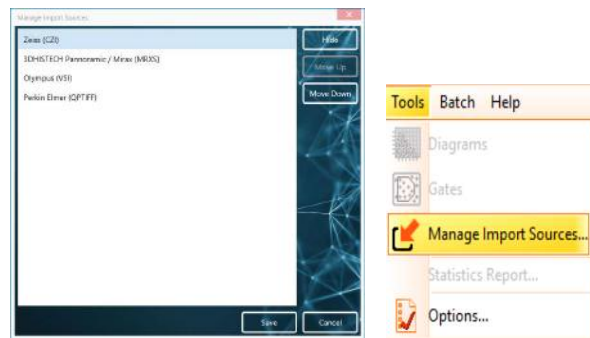 Manage Import Sources
Zeiss (CZI)
3DHISTECH Pannoramic / Mirax (MRXS)
Olympus (VSI)
Perkin Elmer (QPTIFF)
Hide
Move Up
Move Down
Save
Cancel
Tools Batch Help
Diagrams
Gates
Manage Import Sources...
Statistics Report...
Options...